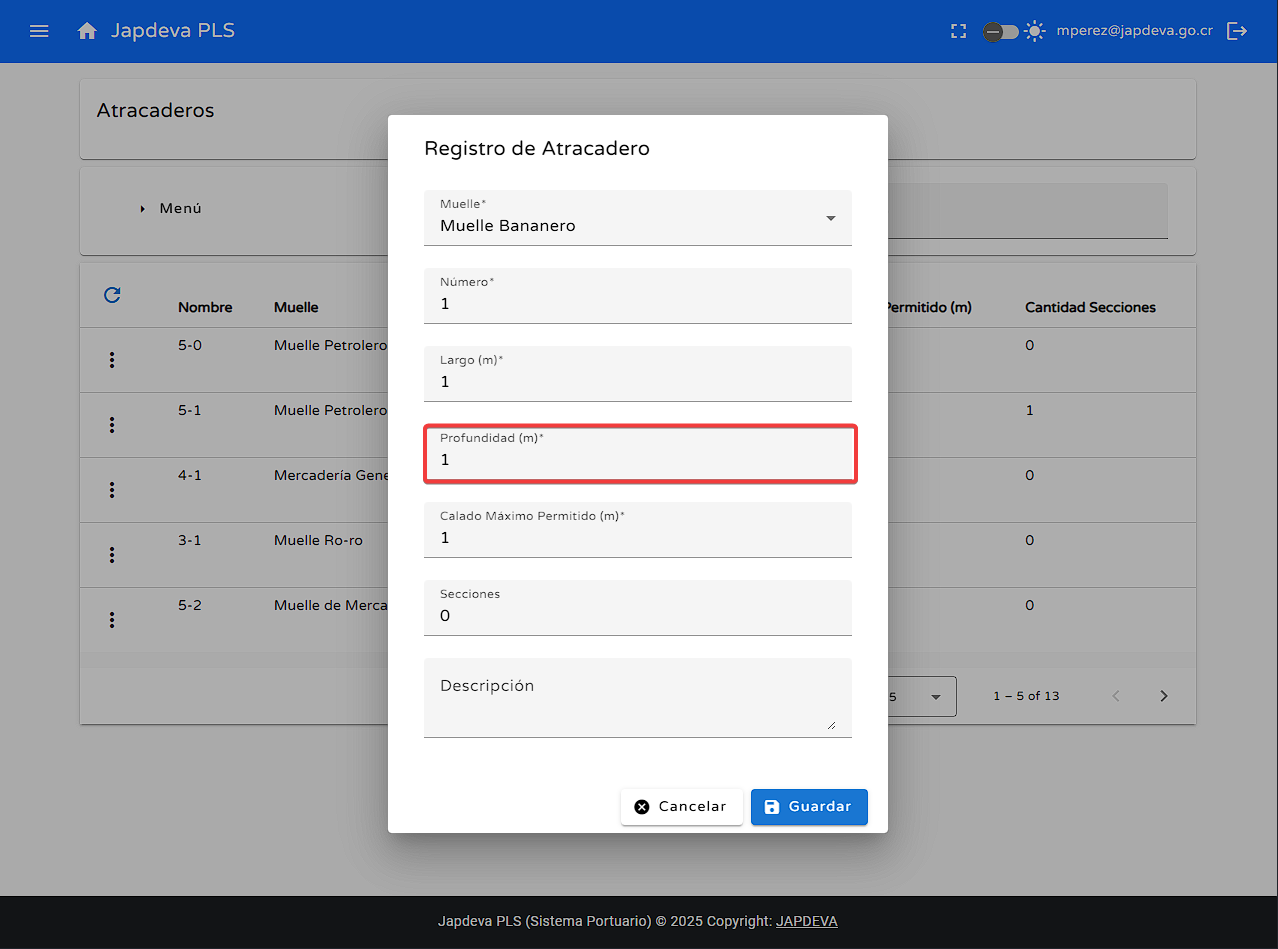 Japdeva PLS
mperez@japdeva.go.cr
Atracaderos
Menú
Nombre Muelle Permitido (m) Cantidad Secciones
5-0 Muelle Petrolero 0
5-1 Muelle Petrolero 1
4-1 Mercadería Gene 0
3-1 Muelle Ro-ro 0
5-2 Muelle de Merca 0
5 1 – 5 of 13
Registro de Atracadero
Muelle*
Muelle Bananero
Número*
1
Largo (m)*
1
Profundidad (m)*
1
Calado Máximo Permitido (m)*
1
Secciones
0
Descripción
Cancelar Guardar
Japdeva PLS (Sistema Portuario) © 2025 Copyright: JAPDEVA